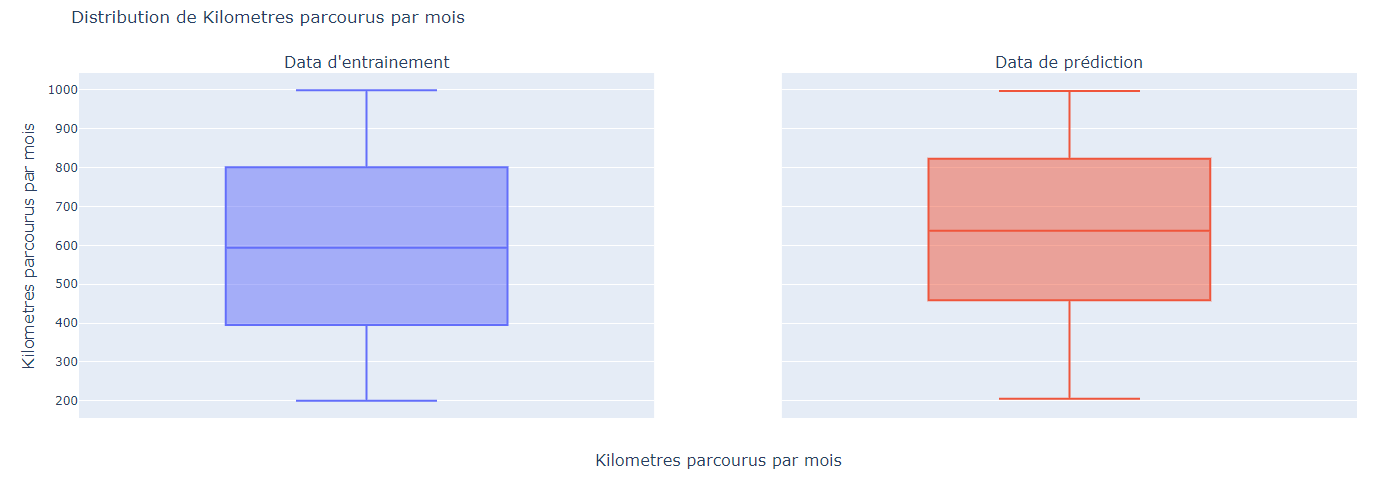 Distribution de Kilometres parcourus par mois
Data d'entrainement
Data de prédiction
Kilometres parcourus par mois
1000
900
800
700
600
500
400
300
200
Kilometres parcourus par mois